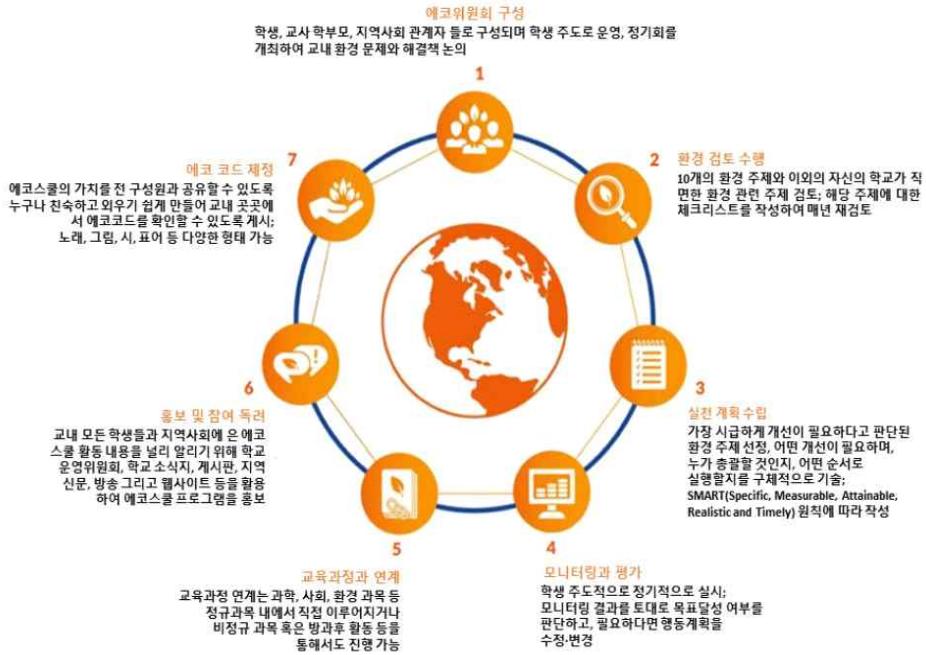 에코위원회 구성
학생, 교사 학부모, 지역사회 관계자 들로 구성되며 학생 주도로 운영, 정기회를
개최하여 교내 환경 문제와 해결책 논의
1
2
환경 검토 수행
10개의 환경 주제와 이외의 자신의 학교가 직
면한 환경 관련 주제 검토; 해당 주제에 대한
체크리스트를 작성하여 매년 재검토
3
실천 계획 수립
가장 시급하게 개선이 필요하다고 판단된
환경 주제 선정, 어떤 개선이 필요하며,
누가 총괄할 것인지, 어떤 순서로
실행할지를 구체적으로 기술;
SMART(Specific, Measurable, Attainable,
Realistic and Timely) 원칙에 따라 작성
4
모니터링과 평가
학생 주도적으로 정기적으로 실시;
모니터링 결과를 토대로 목표달성 여부를
판단하고, 필요하다면 행동계획을
수정·변경
5
교육과정과 연계
교육과정 연계는 과학, 사회, 환경 과목 등
정규과목 내에서 직접 이루어지거나
비정규 과목 혹은 방과후 활동 등을
통해서도 진행 가능
6
홍보 및 참여 독려
교내 모든 학생들과 지역사회에 은 에코
스쿨 활동 내용을 널리 알리기 위해 학교
운영위원회, 학교 소식지, 게시판, 지역
신문, 방송 그리고 웹사이트 등을 활용
하여 에코스쿨 프로그램을 홍보
7
에코 코드 제정
에코스쿨의 가치를 전 구성원과 공유할 수 있도록
누구나 친숙하고 외우기 쉽게 만들어 교내 곳곳에
서 에코코드를 확인할 수 있도록 게시;
노래, 그림, 시, 표어 등 다양한 형태 가능